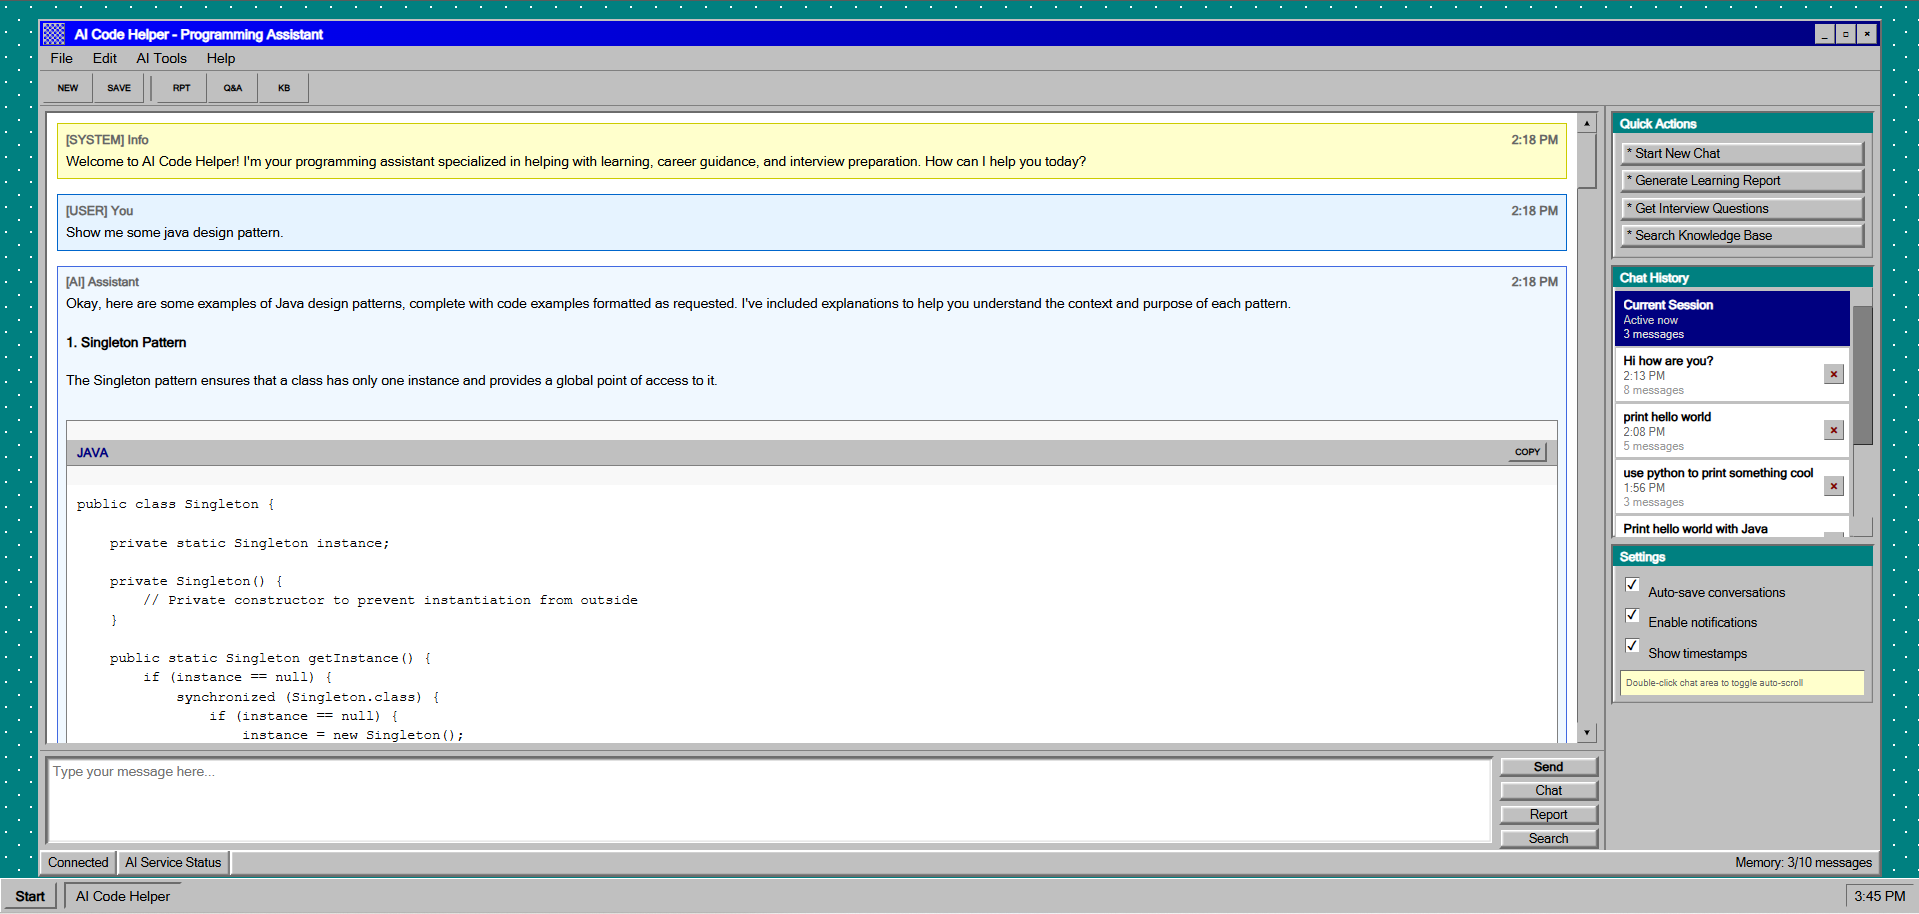 AI Code Helper - Programming Assistant
File Edit AI Tools Help
NEW SAVE RPT Q&A KB
[SYSTEM] Info 2:18 PM
Welcome to AI Code Helper! I'm your programming assistant specialized in helping with learning, career guidance, and interview preparation. How can I help you today?
[USER] You 2:18 PM
Show me some java design pattern.
[AI] Assistant 2:18 PM
Okay, here are some examples of Java design patterns, complete with code examples formatted as requested. I've included explanations to help you understand the context and purpose of each pattern.
1. Singleton Pattern
The Singleton pattern ensures that a class has only one instance and provides a global point of access to it.
JAVA COPY
public class Singleton {
    private static Singleton instance;
    private Singleton() {
        // Private constructor to prevent instantiation from outside
    }
    public static Singleton getInstance() {
        if (instance == null) {
            synchronized (Singleton.class) {
                if (instance == null) {
                    instance = new Singleton();
Type your message here...
Send
Chat
Report
Search
Quick Actions
* Start New Chat
* Generate Learning Report
* Get Interview Questions
* Search Knowledge Base
Chat History
Current Session
Active now
3 messages
Hi how are you?
2:13 PM
8 messages
print hello world
2:08 PM
5 messages
use python to print something cool
1:56 PM
3 messages
Print hello world with Java
Settings
Auto-save conversations
Enable notifications
Show timestamps
Double-click chat area to toggle auto-scroll
Connected AI Service Status Memory: 3/10 messages
Start AI Code Helper 3:45 PM